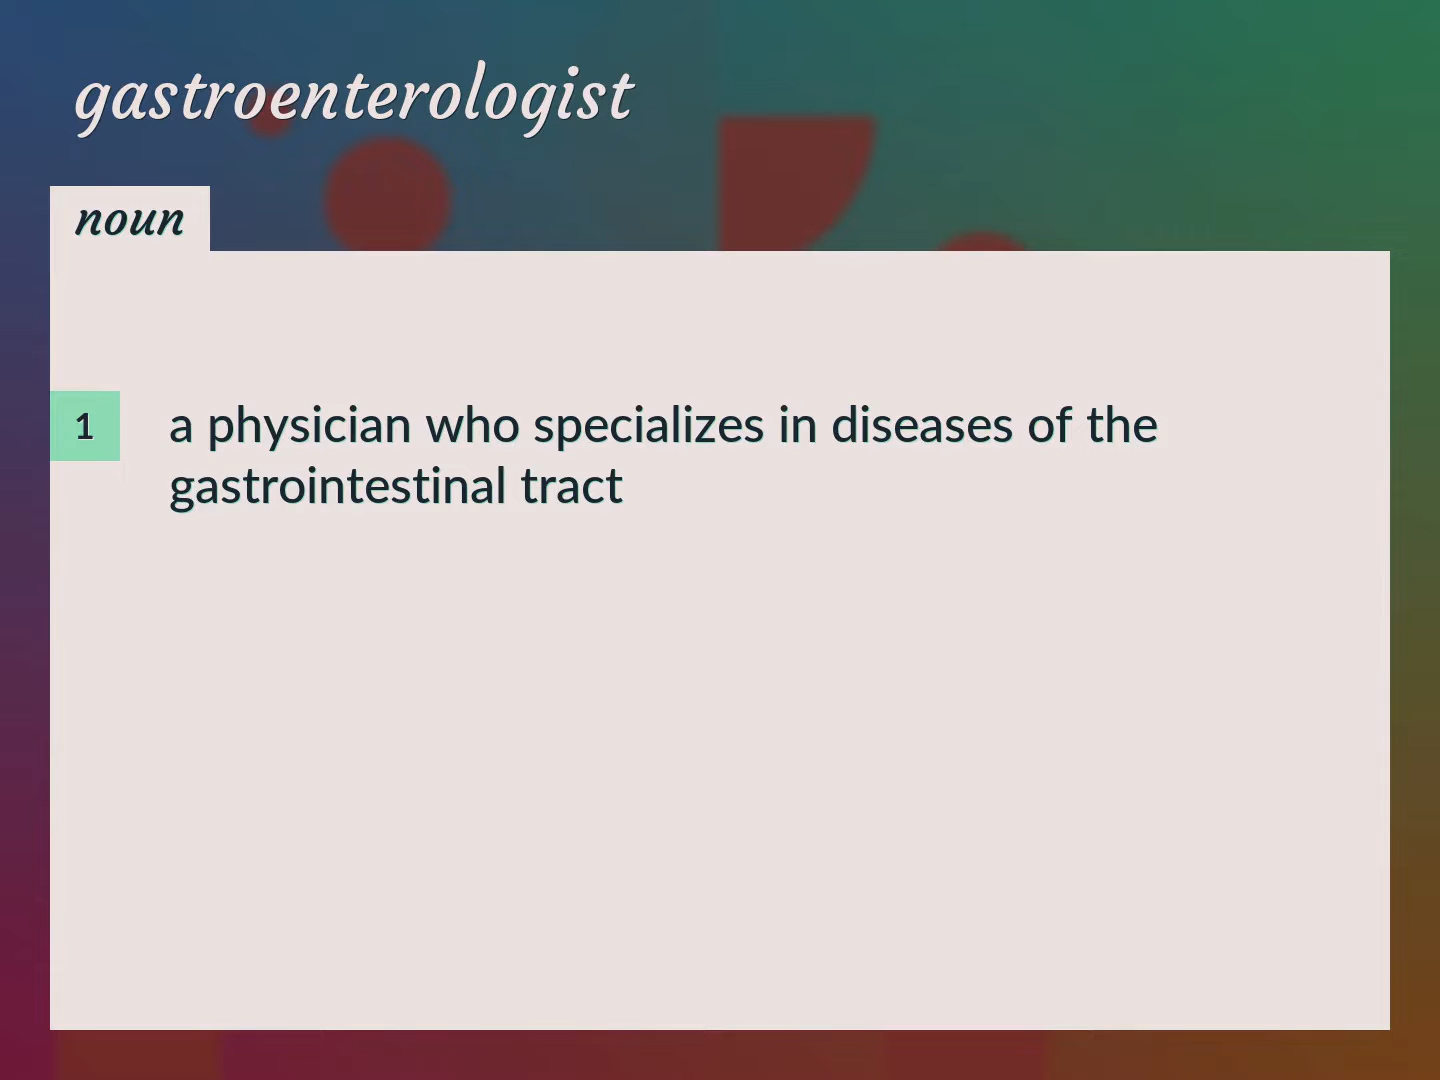 gastroenterologist
noun
1
a physician who specializes in diseases of the
gastrointestinal tract